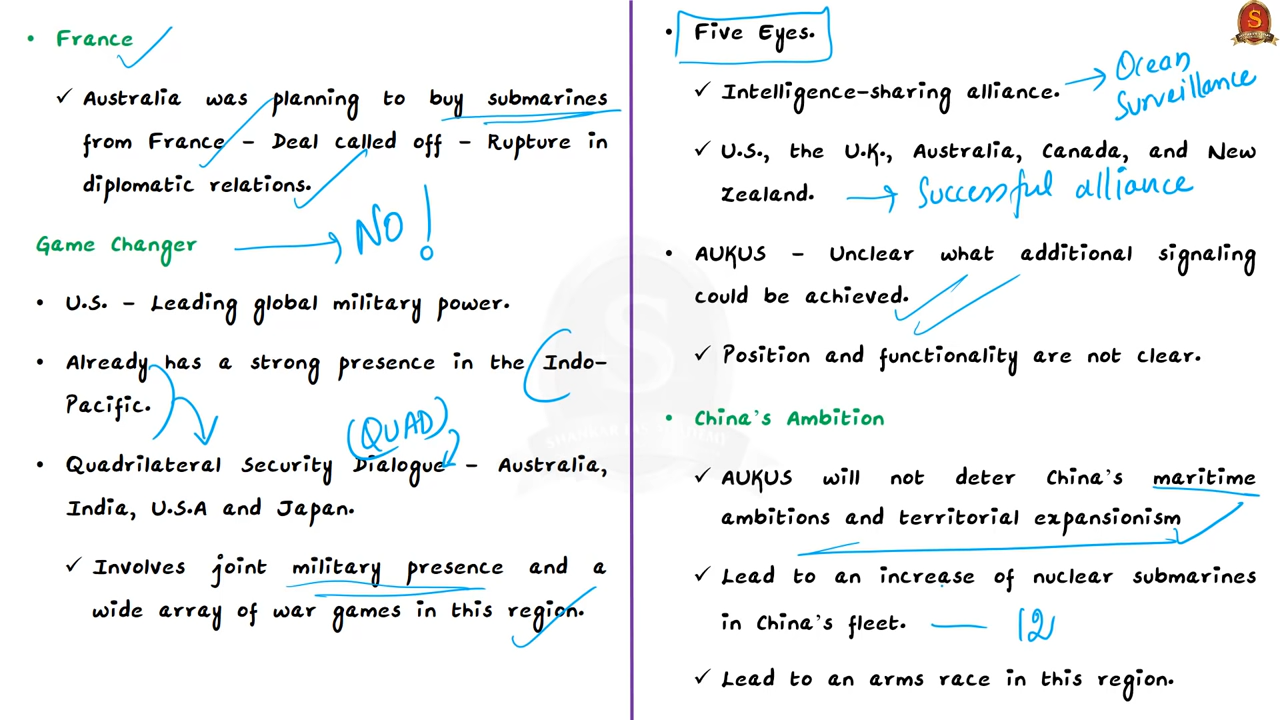 • France
✓ Australia was planning to buy submarines
from France – Deal called off – Rupture in
diplomatic relations.
Game Changer → NO!
• U.S. – Leading global military power.
• Already has a strong presence in the Indo-
Pacific.
(QUAD)
• Quadrilateral Security Dialogue – Australia,
India, U.S.A and Japan.
✓ Involves joint military presence and a
wide array of war games in this region.
• Five Eyes.
✓ Intelligence-sharing alliance. → Ocean
Surveillance
✓ U.S., the U.K., Australia, Canada, and New
Zealand. → Successful alliance
• AUKUS – Unclear what additional signaling
could be achieved.
✓ Position and functionality are not clear.
• China's Ambition
✓ AUKUS will not deter China's maritime
ambitions and territorial expansionism
✓ Lead to an increase of nuclear submarines
in China's fleet. — 12
✓ Lead to an arms race in this region.
S
SHANKAR IAS ACADEMY